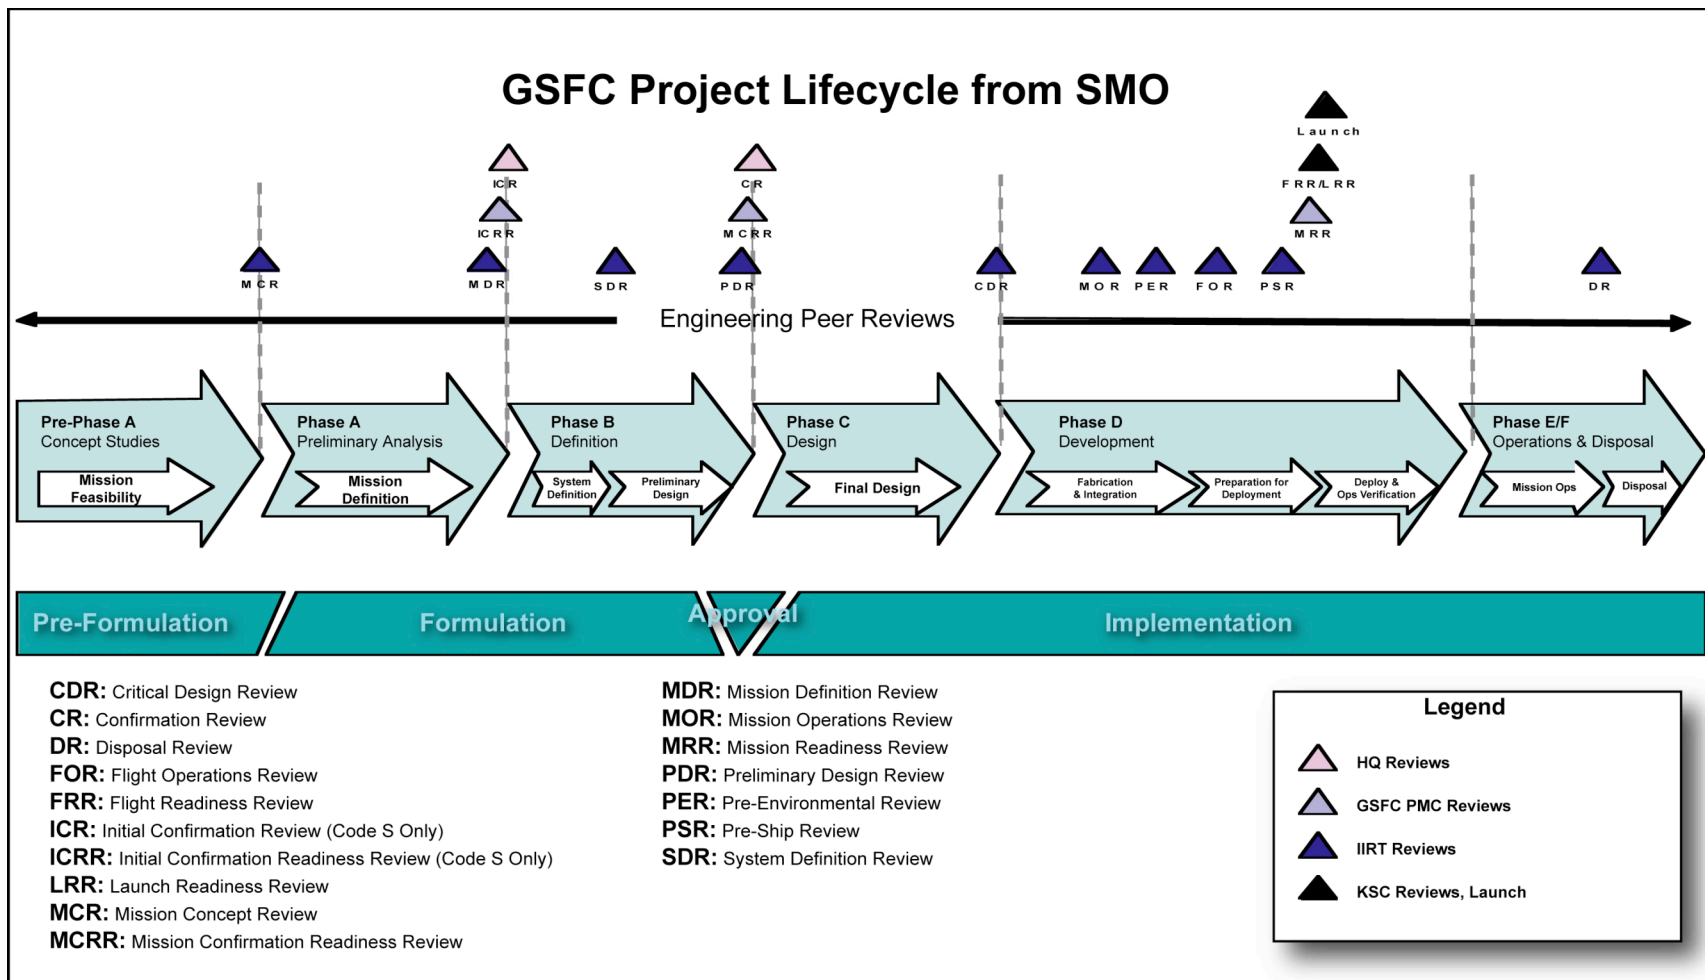 GSFC Project Lifecycle from SMO
Launch
ICR
CR
FRR/LRR
ICRR
MCRR
MRR
MCR
MDR
SDR
PDR
CDR
MOR
PER
FOR
PSR
DR
Engineering Peer Reviews
Pre-Phase A
Concept Studies
Mission
Feasibility
Phase A
Preliminary Analysis
Mission
Definition
Phase B
Definition
System
Definition
Preliminary
Design
Phase C
Design
Final Design
Phase D
Development
Fabrication
& Integration
Preparation for
Deployment
Deploy &
Ops Verification
Phase E/F
Operations & Disposal
Mission Ops
Disposal
Pre-Formulation
Formulation
Approval
Implementation
CDR: Critical Design Review
CR: Confirmation Review
DR: Disposal Review
FOR: Flight Operations Review
FRR: Flight Readiness Review
ICR: Initial Confirmation Review (Code S Only)
ICRR: Initial Confirmation Readiness Review (Code S Only)
LRR: Launch Readiness Review
MCR: Mission Concept Review
MCRR: Mission Confirmation Readiness Review
MDR: Mission Definition Review
MOR: Mission Operations Review
MRR: Mission Readiness Review
PDR: Preliminary Design Review
PER: Pre-Environmental Review
PSR: Pre-Ship Review
SDR: System Definition Review
Legend
HQ Reviews
GSFC PMC Reviews
IIRT Reviews
KSC Reviews, Launch